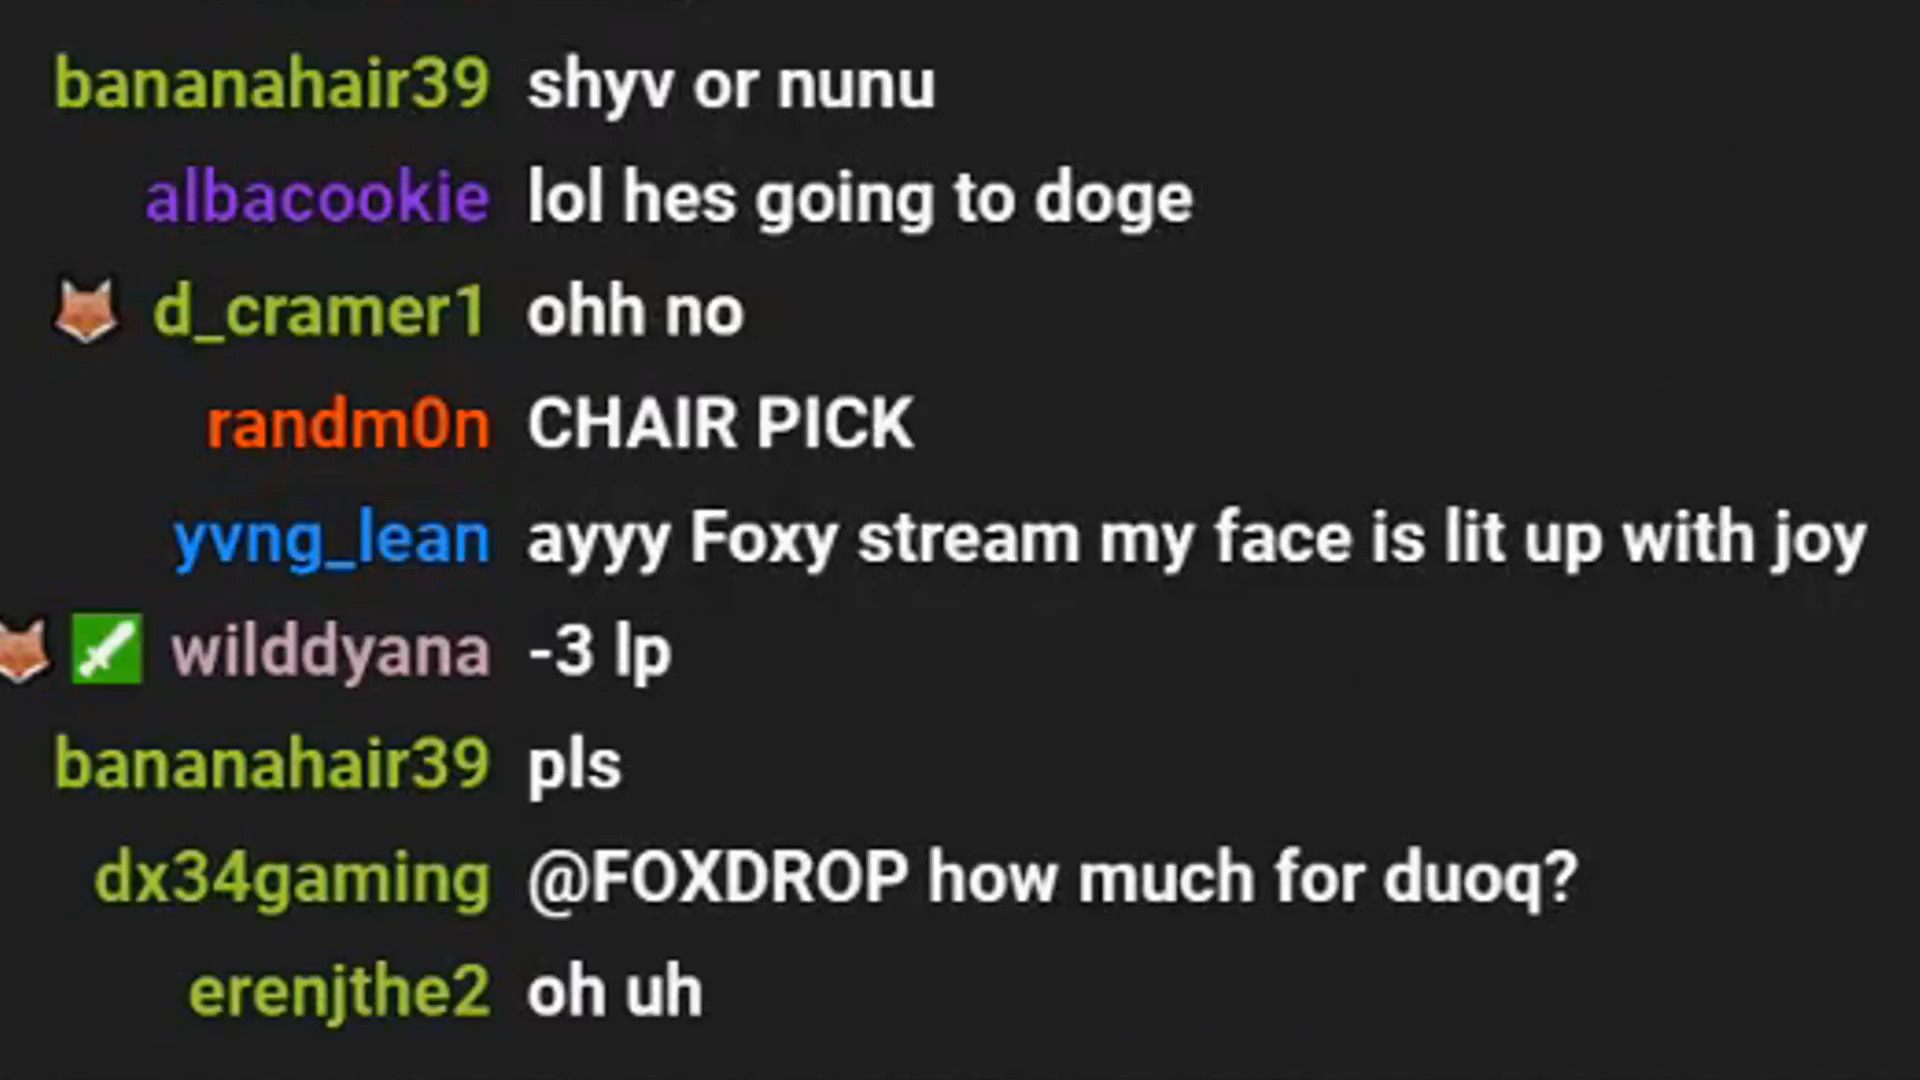 bananahair39 shyv or nunu
albacookie lol hes going to doge
d_cramer1 ohh no
randm0n CHAIR PICK
yvng_lean ayyy Foxy stream my face is lit up with joy
wilddyana -3 lp
bananahair39 pls
dx34gaming @FOXDROP how much for duoq?
erenjthe2 oh uh